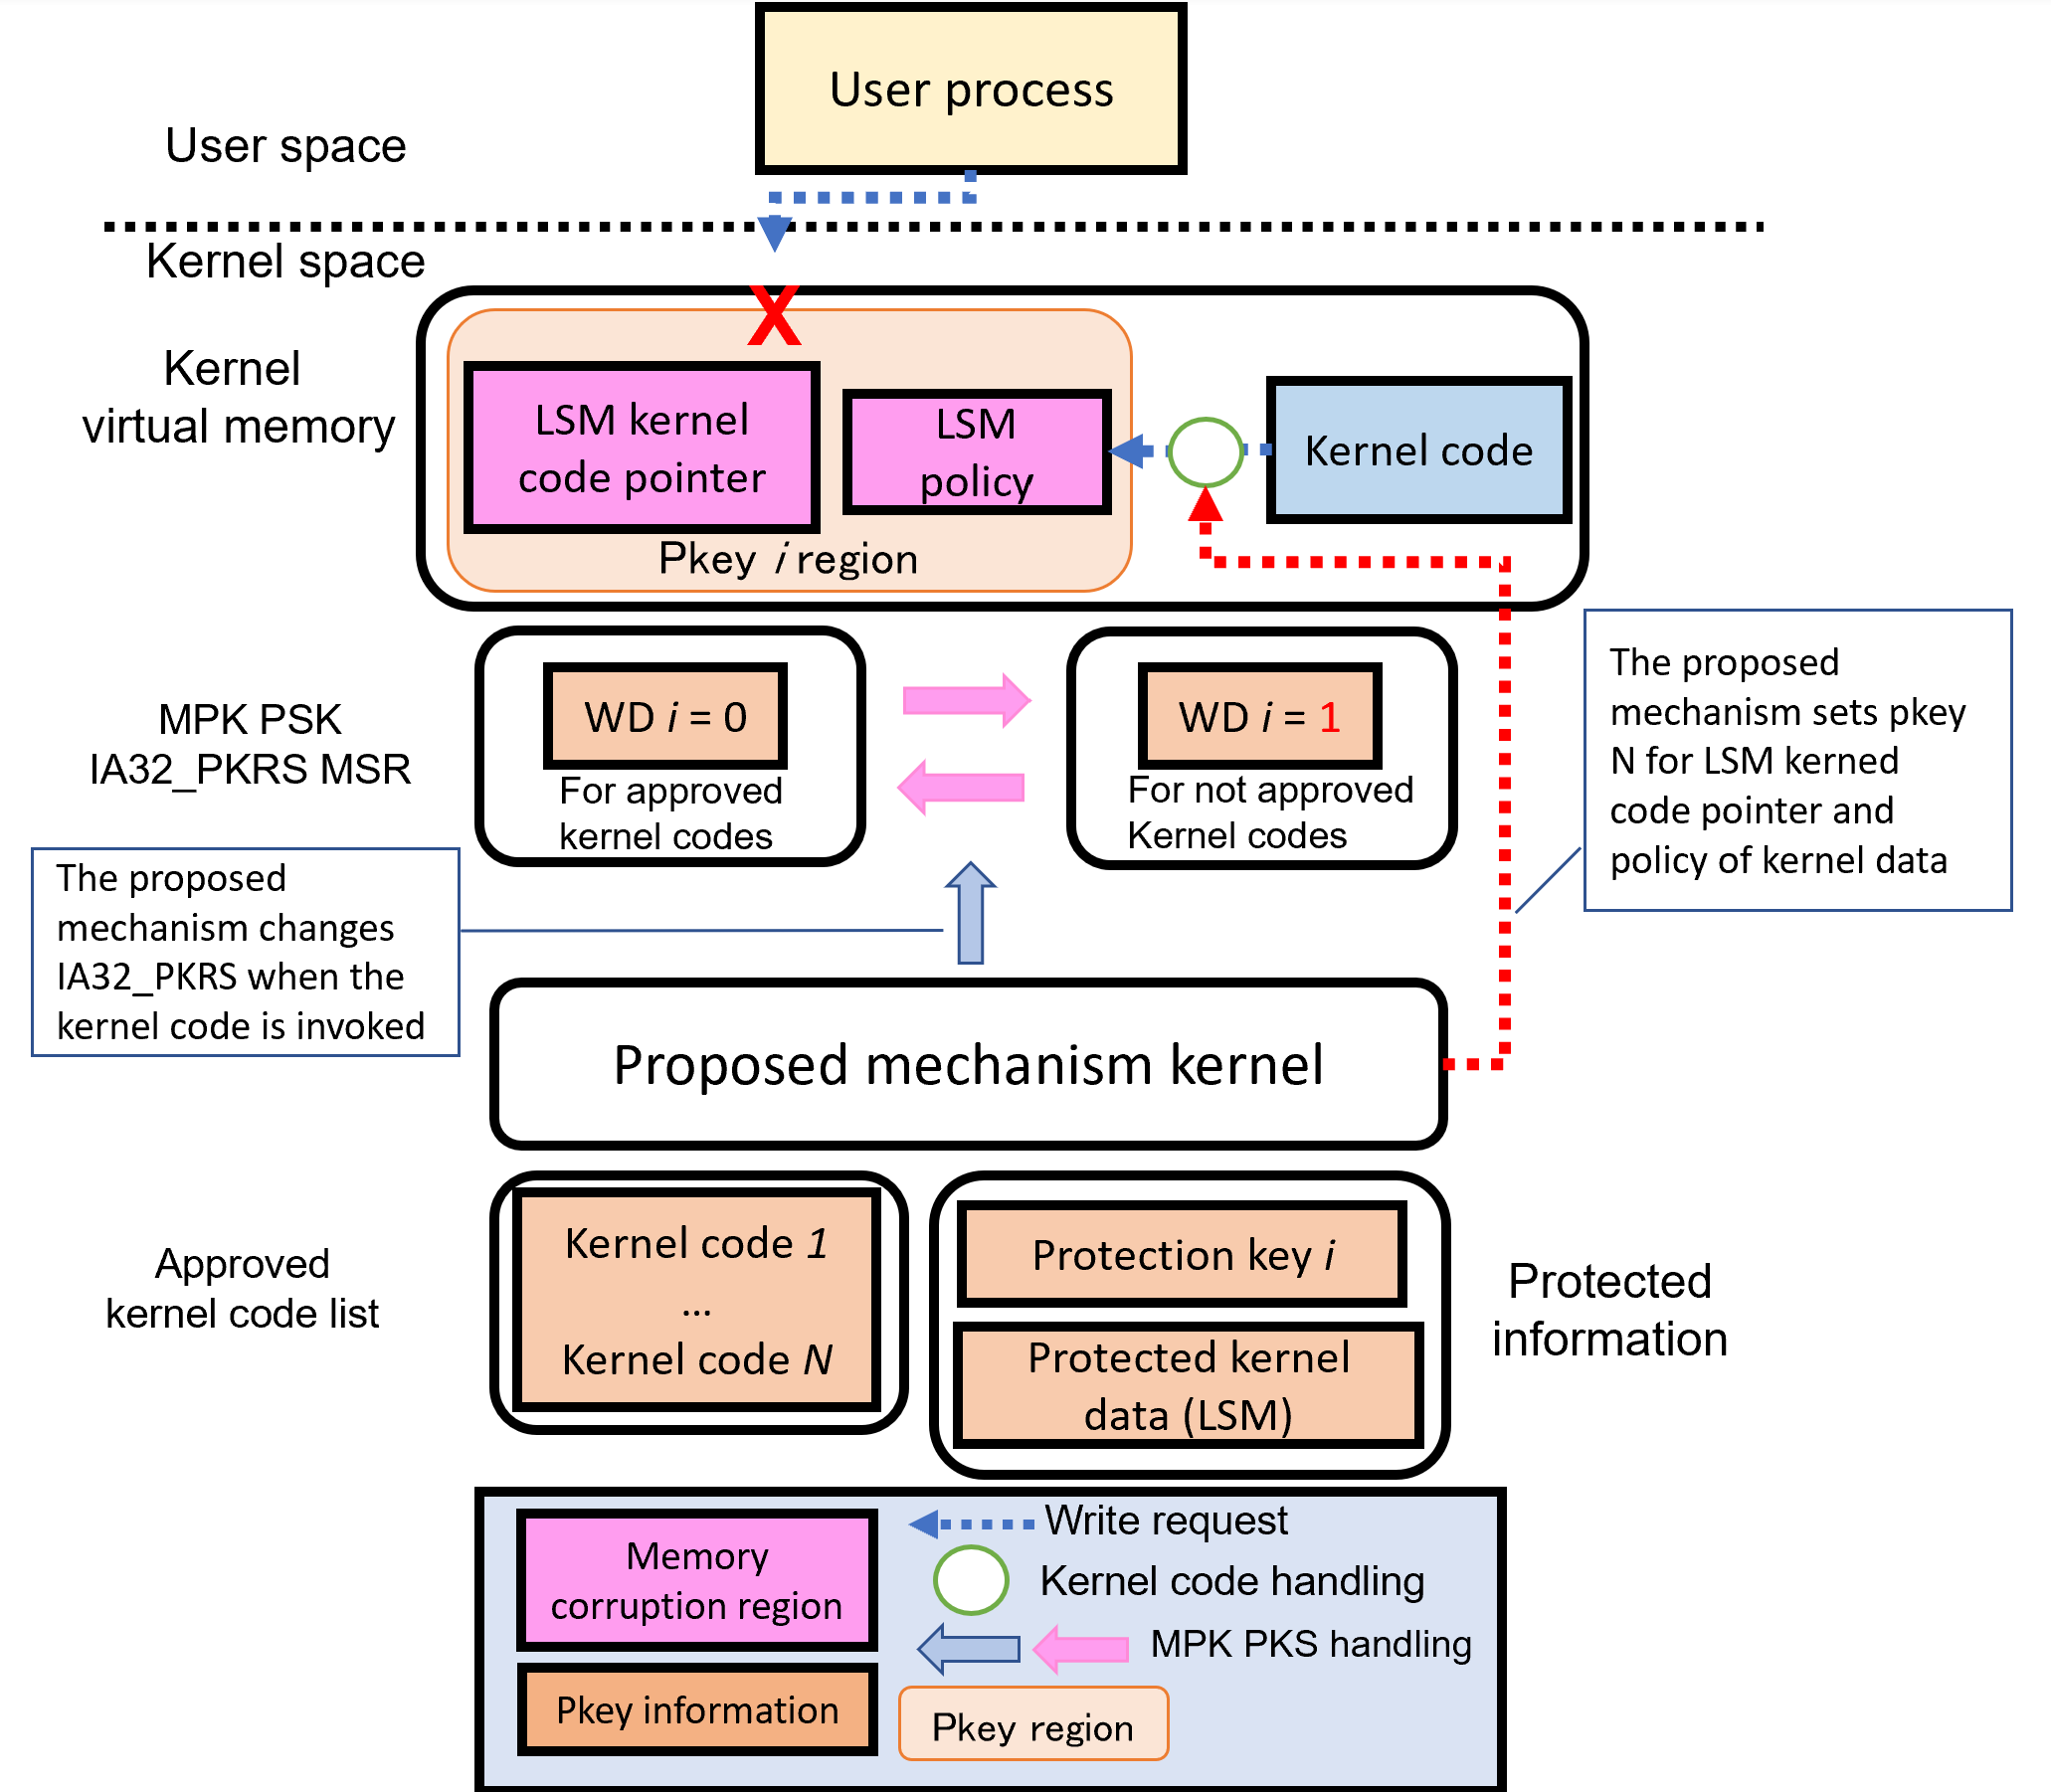 User process
User space
Kernel space
X
Kernel
virtual memory
LSM kernel
code pointer
LSM
policy
Kernel code
Pkey i region
MPK PSK
IA32_PKRS MSR
WD i = 0
For approved
kernel codes
WD i = 1
For not approved
Kernel codes
The proposed
mechanism sets pkey
N for LSM kerned
code pointer and
policy of kernel data
The proposed
mechanism changes
IA32_PKRS when the
kernel code is invoked
Proposed mechanism kernel
Approved
kernel code list
Kernel code 1
...
Kernel code N
Protection key i
Protected kernel
data (LSM)
Protected
information
Memory
corruption region
Pkey information
Write request
Kernel code handling
MPK PKS handling
Pkey region